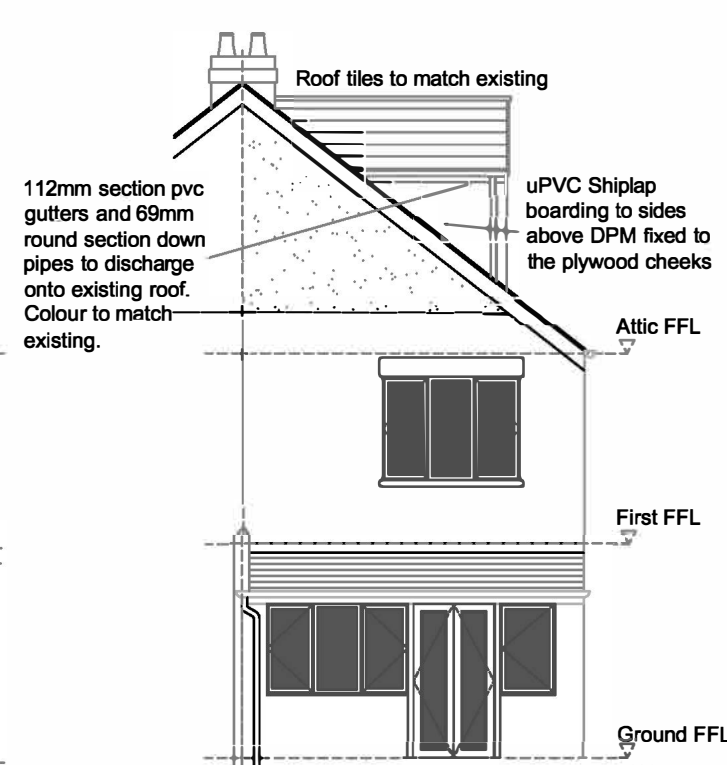 Roof tiles to match existing
112mm section pvc
gutters and 69mm
round section down
pipes to discharge
onto existing roof.
Colour to match
existing.
uPVC Shiplap
boarding to sides
above DPM fixed to
the plywood cheeks
Attic FFL
First FFL
Ground FFL